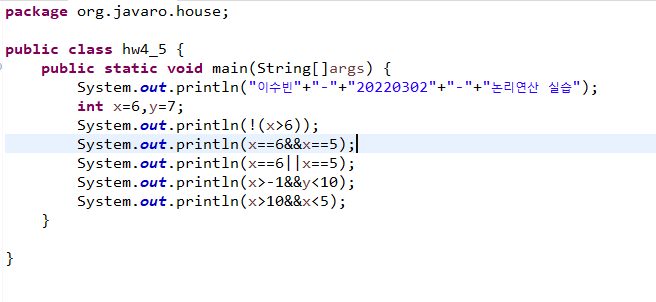 package org.javaro.house;
public class hw4_5 {
public static void main(String[]args) {
System.out.println("이수빈"+"-"+"20220302"+"-"+"논리연산 실습");
int x=6,y=7;
System.out.println(!(x>6));
System.out.println(x==6&&x==5);
System.out.println(x==6||x==5);
System.out.println(x>-1&&y<10);
System.out.println(x>10&&x<5);
}
}